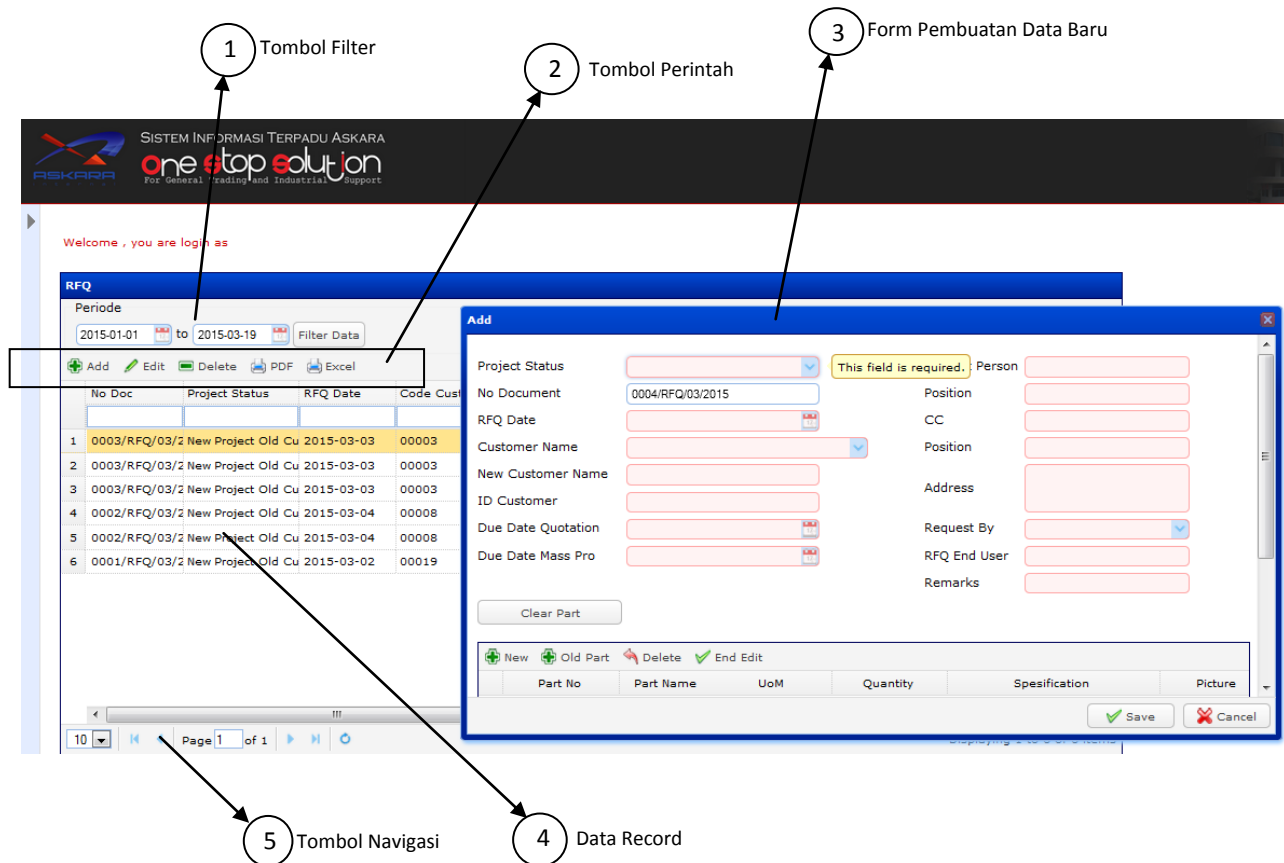 1 Tombol Filter
2 Tombol Perintah
3 Form Pembuatan Data Baru
SISTEM INFORMASI TERPADU ASKARA
one stop solution
For General Trading and Industrial Support
ASKARA
Welcome , you are login as
RFQ
Periode
2015-01-01 to 2015-03-19 Filter Data
Add Edit Delete PDF Excel
No Doc Project Status RFQ Date Code Cust
1 0003/RFQ/03/2 New Project Old Cu 2015-03-03 00003
2 0003/RFQ/03/2 New Project Old Cu 2015-03-03 00003
3 0003/RFQ/03/2 New Project Old Cu 2015-03-03 00003
4 0002/RFQ/03/2 New Project Old Cu 2015-03-04 00008
5 0002/RFQ/03/2 New Project Old Cu 2015-03-04 00008
6 0001/RFQ/03/2 New Project Old Cu 2015-03-02 00019
10 Page 1 of 1
Add
Project Status This field is required. Person
No Document 0004/RFQ/03/2015 Position
RFQ Date CC
Customer Name Position
New Customer Name
Address
ID Customer
Due Date Quotation Request By
Due Date Mass Pro RFQ End User
Remarks
Clear Part
New Old Part Delete End Edit
Part No Part Name UoM Quantity Spesification Picture
Save Cancel
5 Tombol Navigasi
4 Data Record